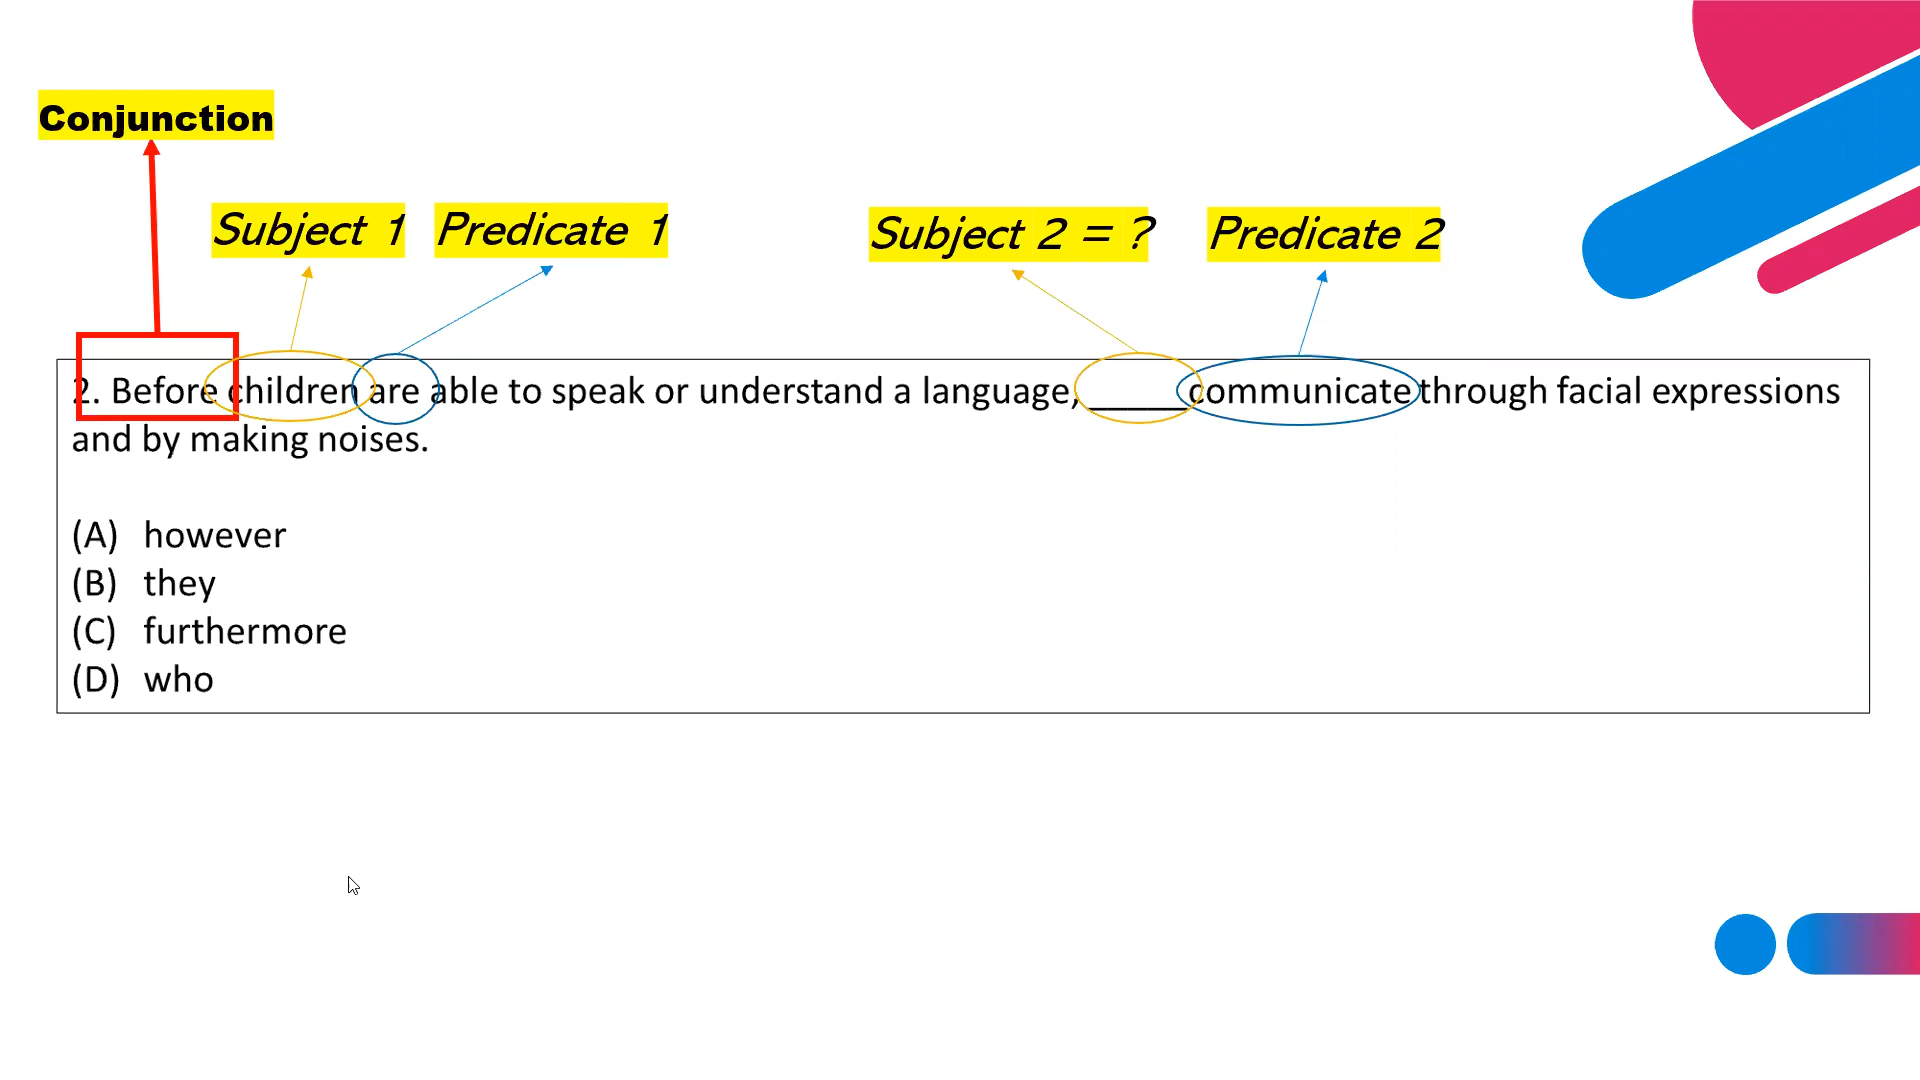 Conjunction
Subject 1 Predicate 1 Subject 2 = ? Predicate 2
2. Before children are able to speak or understand a language, _____ communicate through facial expressions
and by making noises.
(A) however
(B) they
(C) furthermore
(D) who